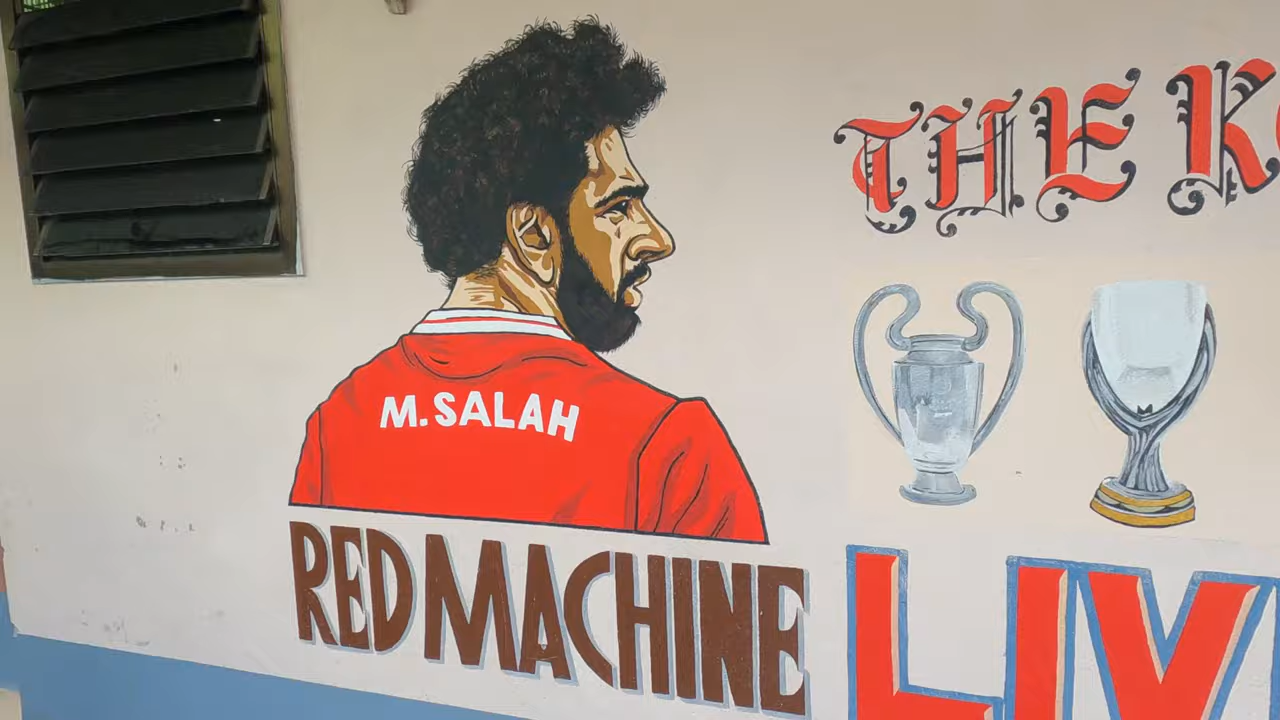 M.SALAH
RED MACHINE
THE K
LIV